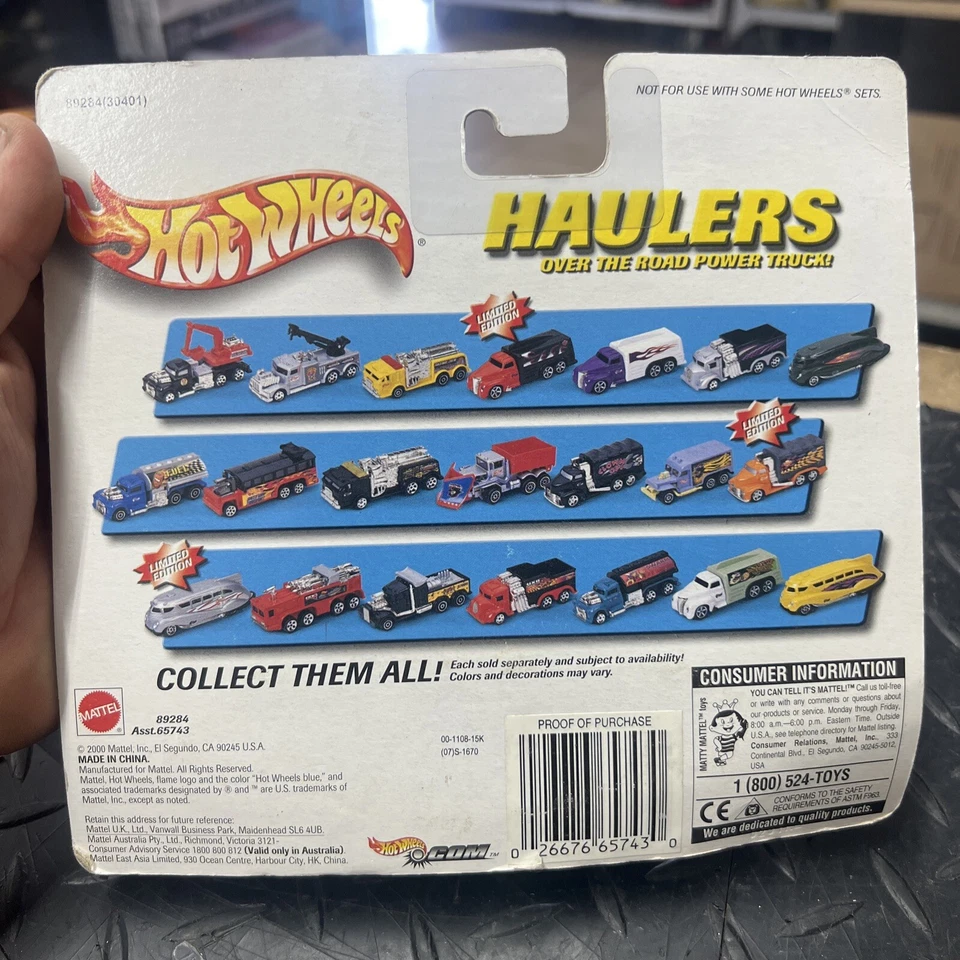 89284(30401)
NOT FOR USE WITH SOME HOT WHEELS® SETS.
HOT WHEELS®
HAULERS
OVER THE ROAD POWER TRUCK!
LIMITED
EDITION
LIMITED
EDITION
FUEL
LIMITED
EDITION
COLLECT THEM ALL!
Each sold separately and subject to availability!
Colors and decorations may vary.
MATTEL®
89284
Asst.65743
© 2000 Mattel, Inc., El Segundo, CA 90245 U.S.A.
MADE IN CHINA.
Manufactured for Mattel. All Rights Reserved.
Mattel, Hot Wheels, flame logo and the color "Hot Wheels blue," and
associated trademarks designated by ® and ™ are U.S. trademarks of
Mattel, Inc., except as noted.
Retain this address for future reference:
Mattel U.K., Ltd., Vanwall Business Park, Maidenhead SL6 4UB.
Mattel Australia Pty., Ltd., Richmond, Victoria 3121-
Consumer Advisory Service 1800 800 812 (Valid only in Australia).
Mattel East Asia Limited, 930 Ocean Centre, Harbour City, HK, China.
00-1108-15K
(07)S-1670
HOT WHEELS
.COM™
PROOF OF PURCHASE
0 26676 65743 0
CONSUMER INFORMATION
MATTY MATTEL™ toys
YOU CAN TELL IT'S MATTEL!™ Call us toll-free
or write with any comments or questions about
our products or service. Monday through Friday,
8:00 a.m.—6:00 p.m. Eastern Time. Outside
U.S.A., see telephone directory for Mattel listing.
Consumer Relations, Mattel, Inc., 333
Continental Blvd., El Segundo, CA 90245-5012,
USA
1 (800) 524-TOYS
CE
CONFORMS TO THE SAFETY
REQUIREMENTS OF ASTM F963.
We are dedicated to quality products.